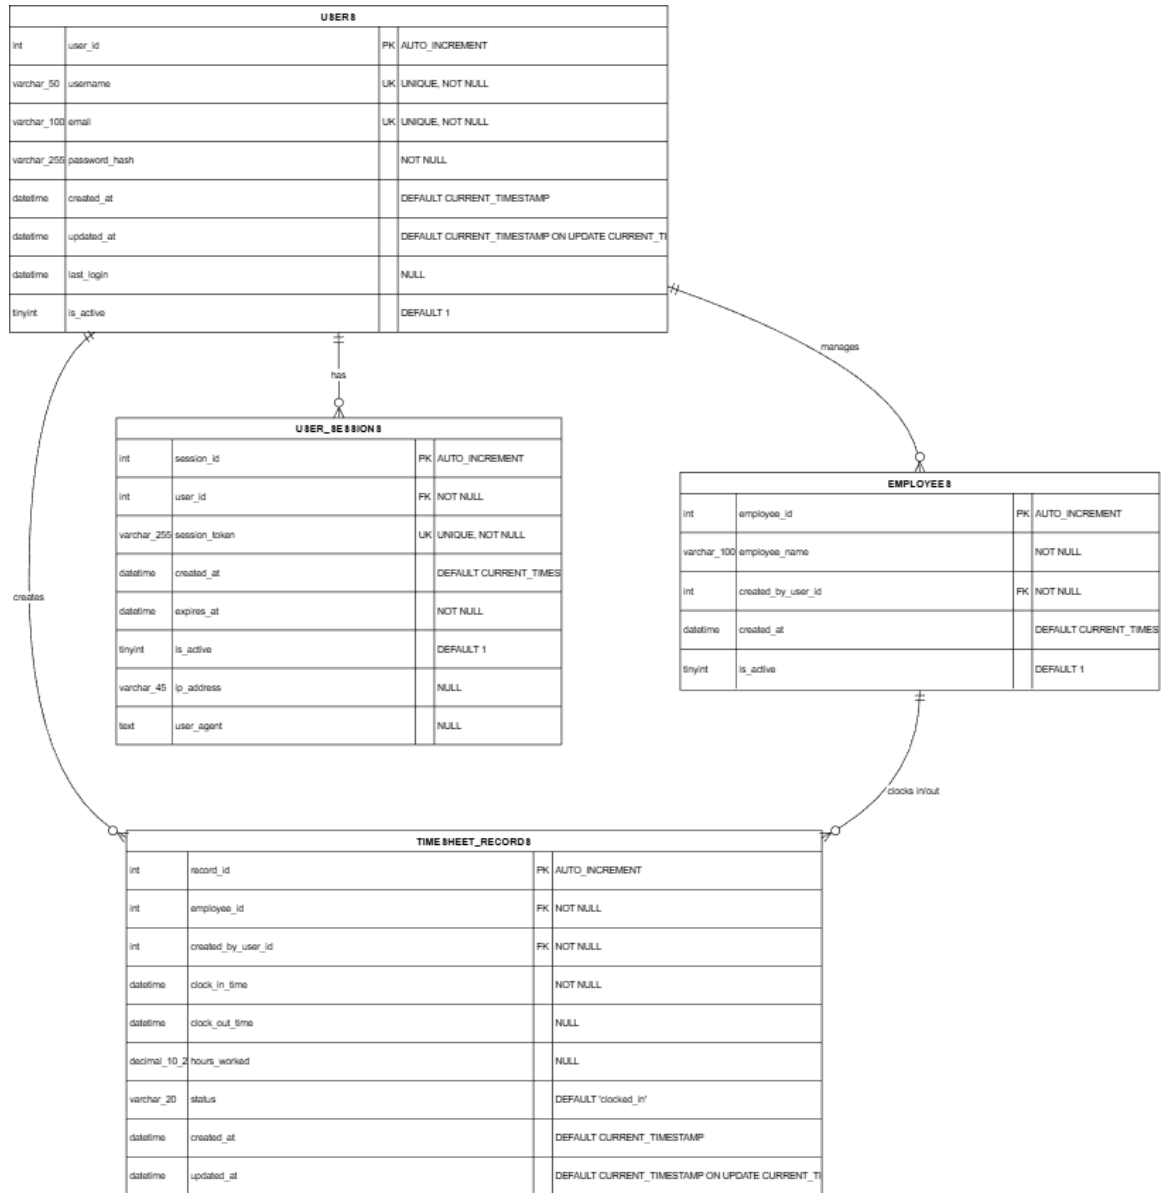 USERS
int user_id PK AUTO_INCREMENT
varchar_50 username UK UNIQUE, NOT NULL
varchar_100 email UK UNIQUE, NOT NULL
varchar_255 password_hash NOT NULL
datetime created_at DEFAULT CURRENT_TIMESTAMP
datetime updated_at DEFAULT CURRENT_TIMESTAMP ON UPDATE CURRENT_TI
datetime last_login NULL
tinyint is_active DEFAULT 1
manages
has
USER_SESSIONS
int session_id PK AUTO_INCREMENT
int user_id FK NOT NULL
varchar_255 session_token UK UNIQUE, NOT NULL
datetime created_at DEFAULT CURRENT_TIMES
datetime expires_at NOT NULL
tinyint is_active DEFAULT 1
varchar_45 ip_address NULL
text user_agent NULL
EMPLOYEES
int employee_id PK AUTO_INCREMENT
varchar_100 employee_name NOT NULL
int created_by_user_id FK NOT NULL
datetime created_at DEFAULT CURRENT_TIMES
tinyint is_active DEFAULT 1
creates
clocks in/out
TIMESHEET_RECORDS
int record_id PK AUTO_INCREMENT
int employee_id FK NOT NULL
int created_by_user_id FK NOT NULL
datetime clock_in_time NOT NULL
datetime clock_out_time NULL
decimal_10_2 hours_worked NULL
varchar_20 status DEFAULT 'clocked_in'
datetime created_at DEFAULT CURRENT_TIMESTAMP
datetime updated_at DEFAULT CURRENT_TIMESTAMP ON UPDATE CURRENT_TI